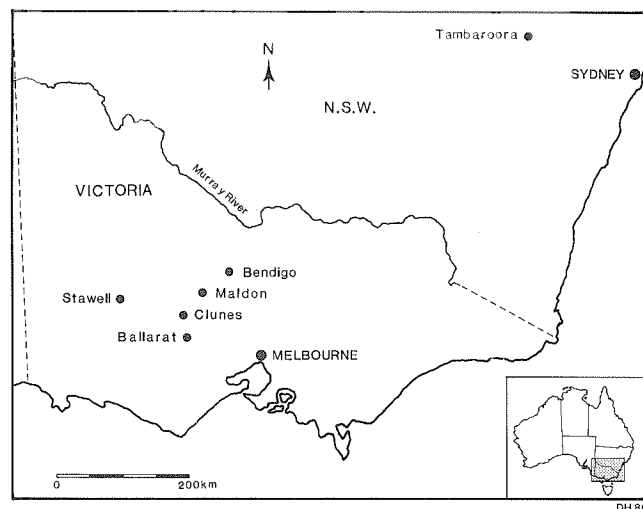 Tambaroora
N
SYDNEY
N.S.W.
Murray River
VICTORIA
Bendigo
Stawell
Maldon
Clunes
Ballarat
MELBOURNE
0 200km